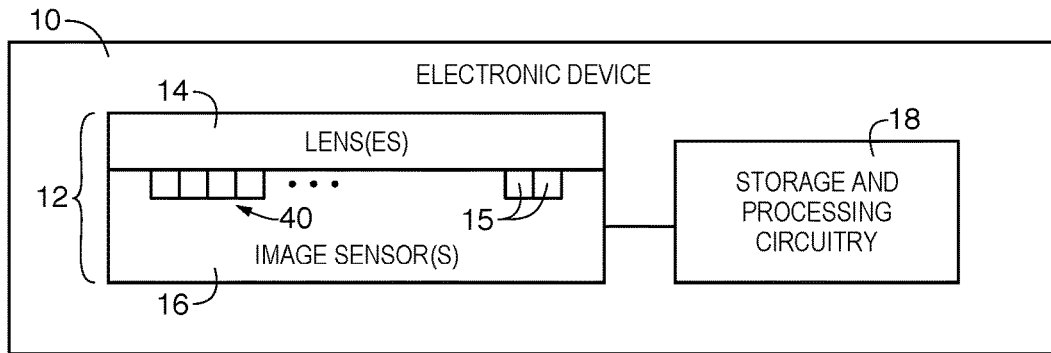 10
ELECTRONIC DEVICE
14
LENS(ES)
18
12
40
15
STORAGE AND
PROCESSING
CIRCUITRY
IMAGE SENSOR(S)
16